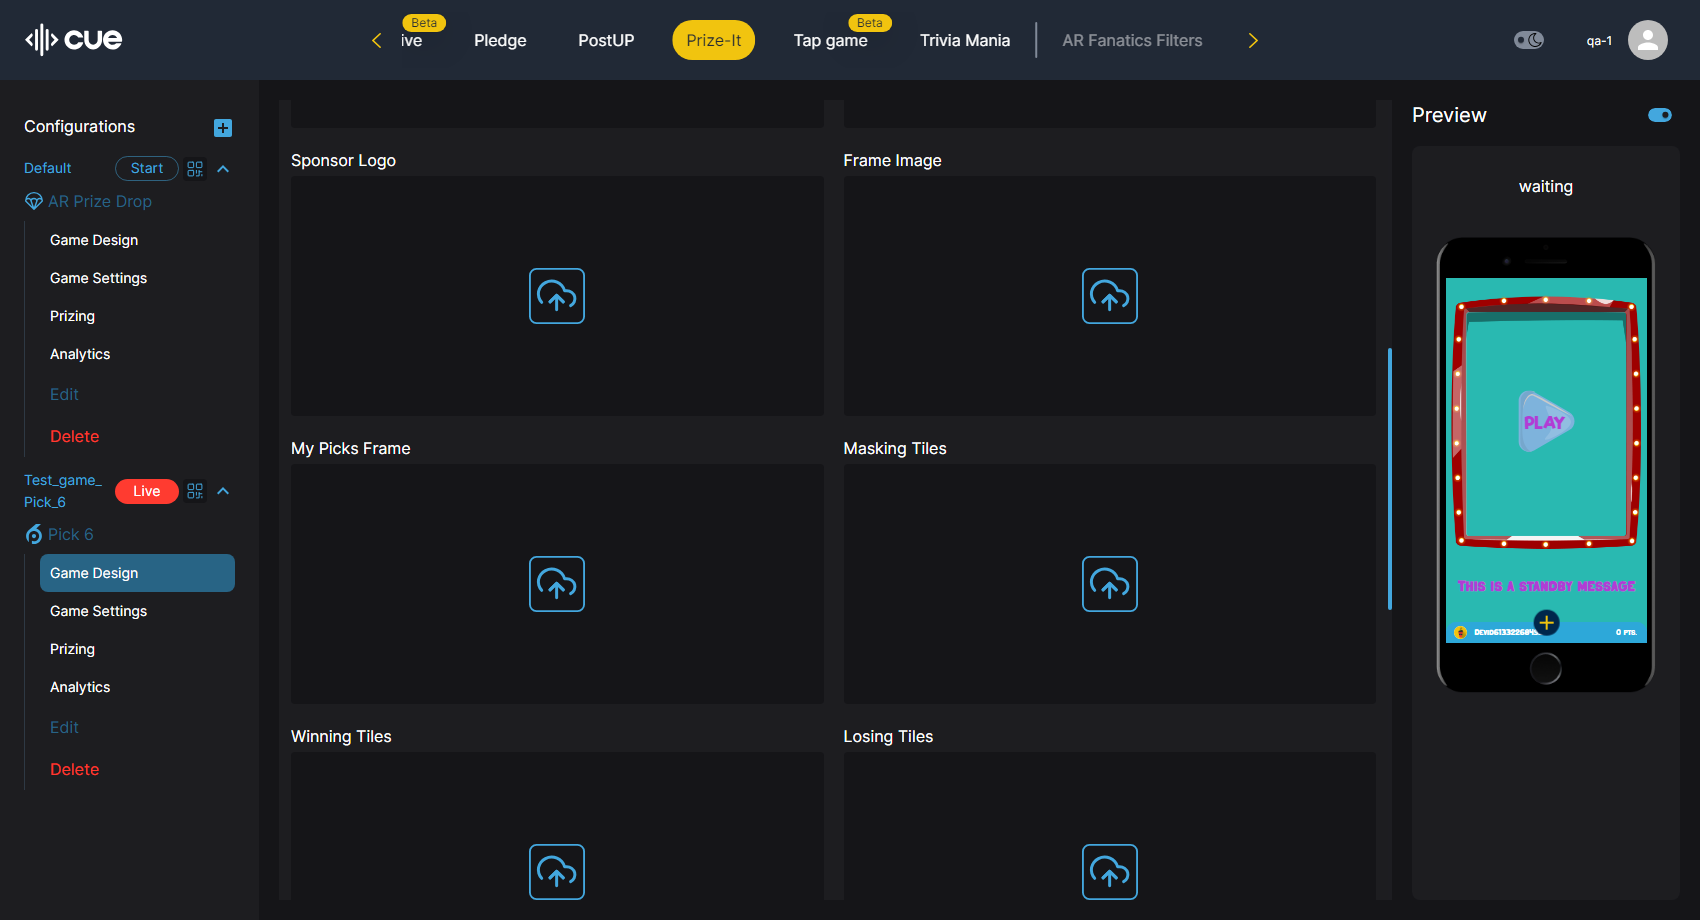 cue
Beta
ive
Pledge
PostUP
Prize-It
Beta
Tap game
Trivia Mania
AR Fanatics Filters
qa-1
Configurations
Default
Start
AR Prize Drop
Game Design
Game Settings
Prizing
Analytics
Edit
Delete
Test_game_
Pick_6
Live
Pick 6
Game Design
Game Settings
Prizing
Analytics
Edit
Delete
Sponsor Logo
Frame Image
My Picks Frame
Masking Tiles
Winning Tiles
Losing Tiles
Preview
waiting
PLAY
THIS IS A STANDBY MESSAGE
0 PTS.